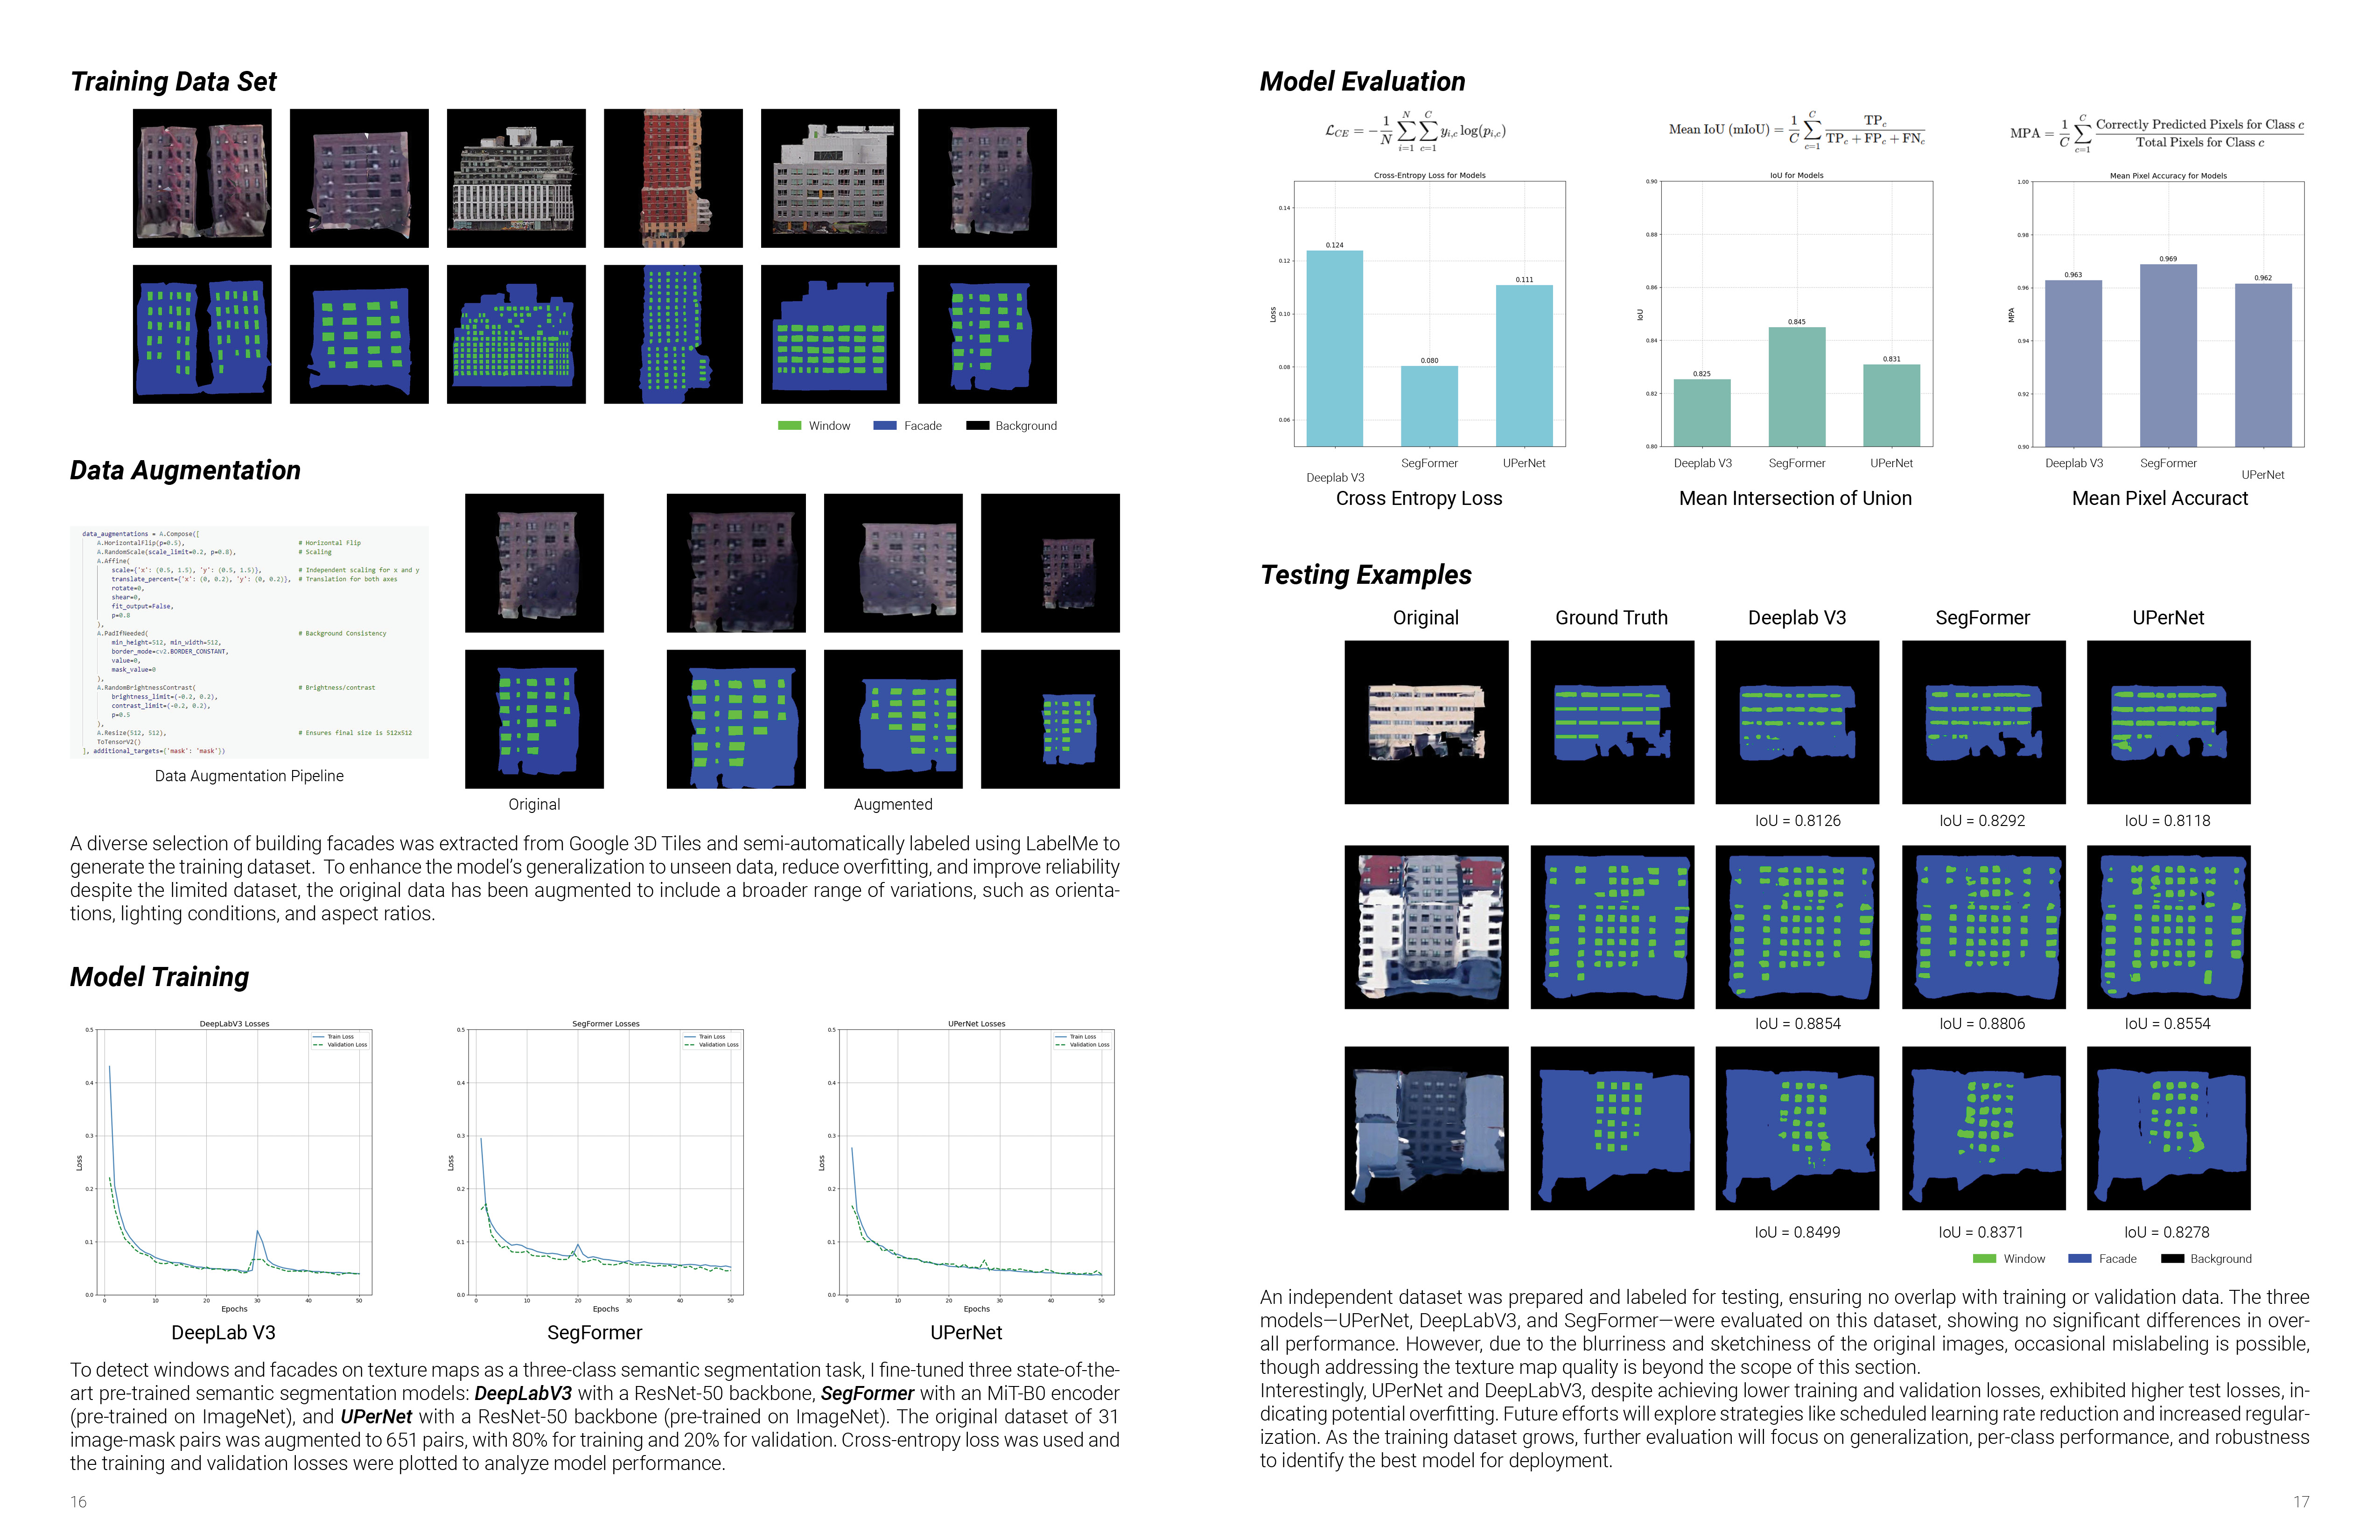 Training Data Set
Window
Facade
Background
Data Augmentation
data_augmentations = A.Compose([
A.HorizontalFlip(p=0.5), # Horizontal Flip
A.RandomScale(scale_limit=0.2, p=0.8), # Scaling
A.Affine(
scale={'x': (0.5, 1.5), 'y': (0.5, 1.5)}, # Independent scaling for x and y
translate_percent={'x': (0, 0.2), 'y': (0, 0.2)}, # Translation for both axes
rotate=0,
shear=0,
fit_output=False,
p=0.8
),
A.PadIfNeeded( # Background Consistency
min_height=512, min_width=512,
border_mode=cv2.BORDER_CONSTANT,
value=0,
mask_value=0
),
A.RandomBrightnessContrast( # Brightness/contrast
brightness_limit=(-0.2, 0.2),
contrast_limit=(-0.2, 0.2),
p=0.5
),
A.Resize(512, 512), # Ensures final size is 512x512
ToTensorV2()
], additional_targets={'mask': 'mask'})
Data Augmentation Pipeline
Original
Augmented
A diverse selection of building facades was extracted from Google 3D Tiles and semi-automatically labeled using LabelMe to
generate the training dataset. To enhance the model's generalization to unseen data, reduce overfitting, and improve reliability
despite the limited dataset, the original data has been augmented to include a broader range of variations, such as orienta-
tions, lighting conditions, and aspect ratios.
Model Training
DeepLabV3 Losses
Train Loss
Validation Loss
Loss
0.5
0.4
0.3
0.2
0.1
0.0
0 10 20 30 40 50
Epochs
DeepLab V3
SegFormer Losses
Train Loss
Validation Loss
Loss
0.5
0.4
0.3
0.2
0.1
0.0
0 10 20 30 40 50
Epochs
SegFormer
UPerNet Losses
Train Loss
Validation Loss
Loss
0.5
0.4
0.3
0.2
0.1
0.0
0 10 20 30 40 50
Epochs
UPerNet
To detect windows and facades on texture maps as a three-class semantic segmentation task, I fine-tuned three state-of-the-
art pre-trained semantic segmentation models: DeepLabV3 with a ResNet-50 backbone, SegFormer with an MiT-B0 encoder
(pre-trained on ImageNet), and UPerNet with a ResNet-50 backbone (pre-trained on ImageNet). The original dataset of 31
image-mask pairs was augmented to 651 pairs, with 80% for training and 20% for validation. Cross-entropy loss was used and
the training and validation losses were plotted to analyze model performance.
16
Model Evaluation
ℒ_CE = −1/N ∑_{i=1}^{N} ∑_{c=1}^{C} y_{i,c} log(p_{i,c})
Mean IoU (mIoU) = 1/C ∑_{c=1}^{C} TP_c / (TP_c + FP_c + FN_c)
MPA = 1/C ∑_{c=1}^{C} Correctly Predicted Pixels for Class c / Total Pixels for Class c
Cross-Entropy Loss for Models
Loss
0.14
0.12
0.10
0.08
0.06
0.124
0.080
0.111
Deeplab V3
SegFormer
UPerNet
Cross Entropy Loss
IoU for Models
IoU
0.90
0.88
0.86
0.84
0.82
0.80
0.825
0.845
0.831
Deeplab V3
SegFormer
UPerNet
Mean Intersection of Union
Mean Pixel Accuracy for Models
MPA
1.00
0.98
0.96
0.94
0.92
0.90
0.963
0.969
0.962
Deeplab V3
SegFormer
UPerNet
Mean Pixel Accuract
Testing Examples
Original Ground Truth Deeplab V3 SegFormer UPerNet
IoU = 0.8126 IoU = 0.8292 IoU = 0.8118
IoU = 0.8854 IoU = 0.8806 IoU = 0.8554
IoU = 0.8499 IoU = 0.8371 IoU = 0.8278
Window
Facade
Background
An independent dataset was prepared and labeled for testing, ensuring no overlap with training or validation data. The three
models—UPerNet, DeepLabV3, and SegFormer—were evaluated on this dataset, showing no significant differences in over-
all performance. However, due to the blurriness and sketchiness of the original images, occasional mislabeling is possible,
though addressing the texture map quality is beyond the scope of this section.
Interestingly, UPerNet and DeepLabV3, despite achieving lower training and validation losses, exhibited higher test losses, in-
dicating potential overfitting. Future efforts will explore strategies like scheduled learning rate reduction and increased regular-
ization. As the training dataset grows, further evaluation will focus on generalization, per-class performance, and robustness
to identify the best model for deployment.
17